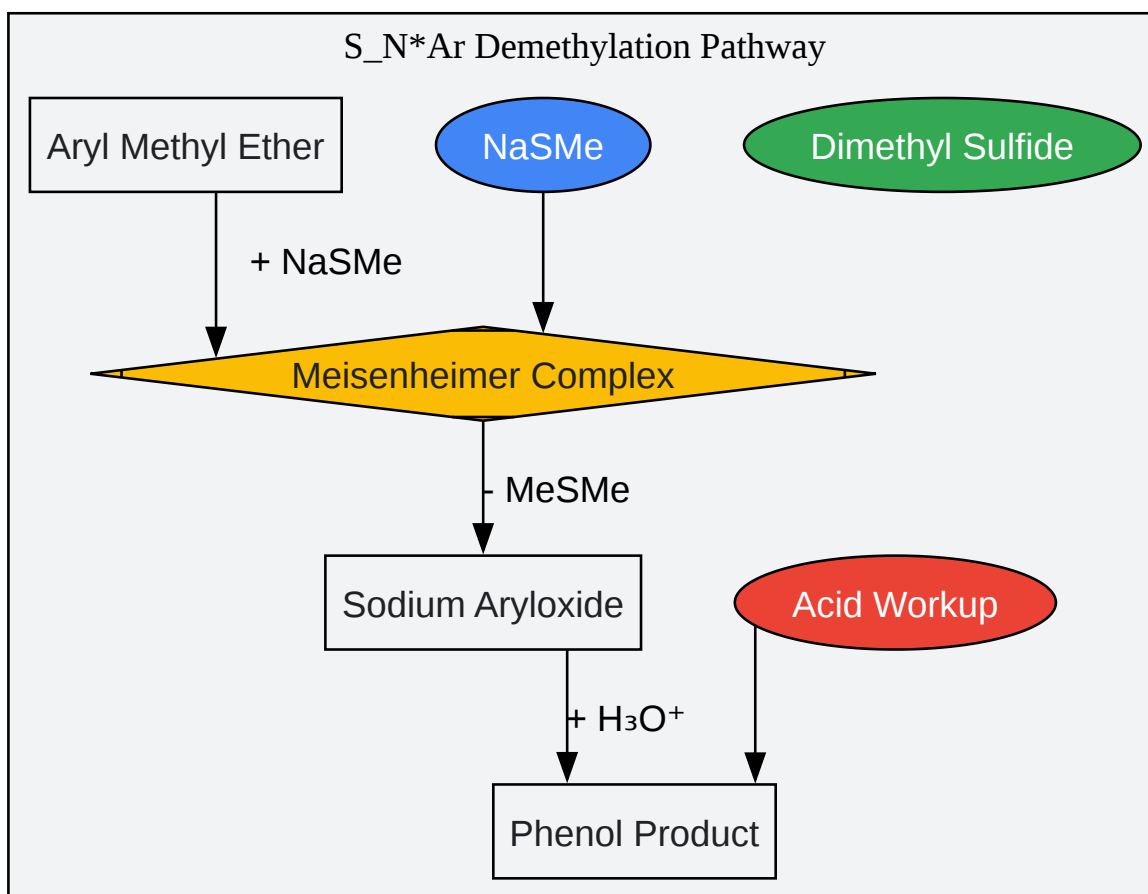 S_N*Ar Demethylation Pathway
Aryl Methyl Ether
NaSMe
Dimethyl Sulfide
+ NaSMe
Meisenheimer Complex
- MeSMe
Sodium Aryloxide
Acid Workup
+ H₃O⁺
Phenol Product